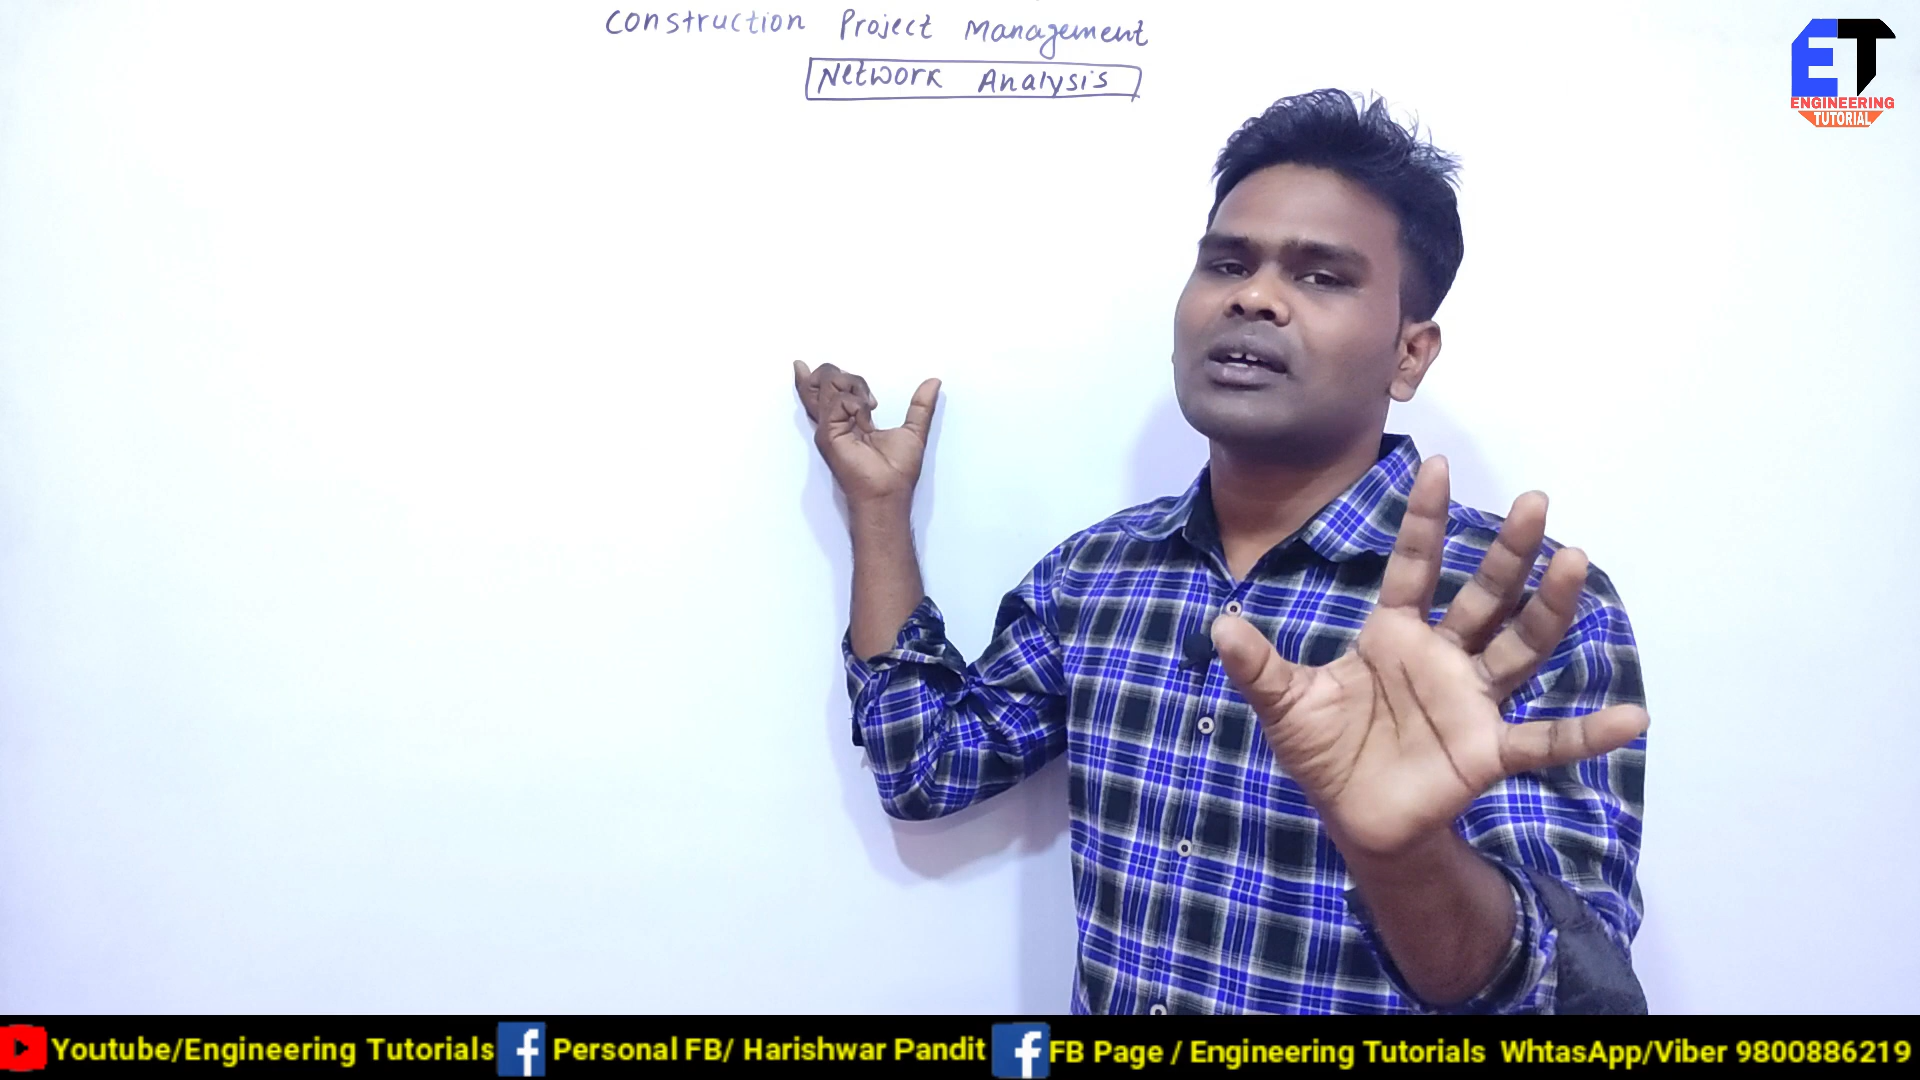 Construction Project Management
Network Analysis
ET
ENGINEERING
TUTORIAL
Youtube/Engineering Tutorials Personal FB/ Harishwar Pandit FB Page / Engineering Tutorials WhtasApp/Viber 9800886219